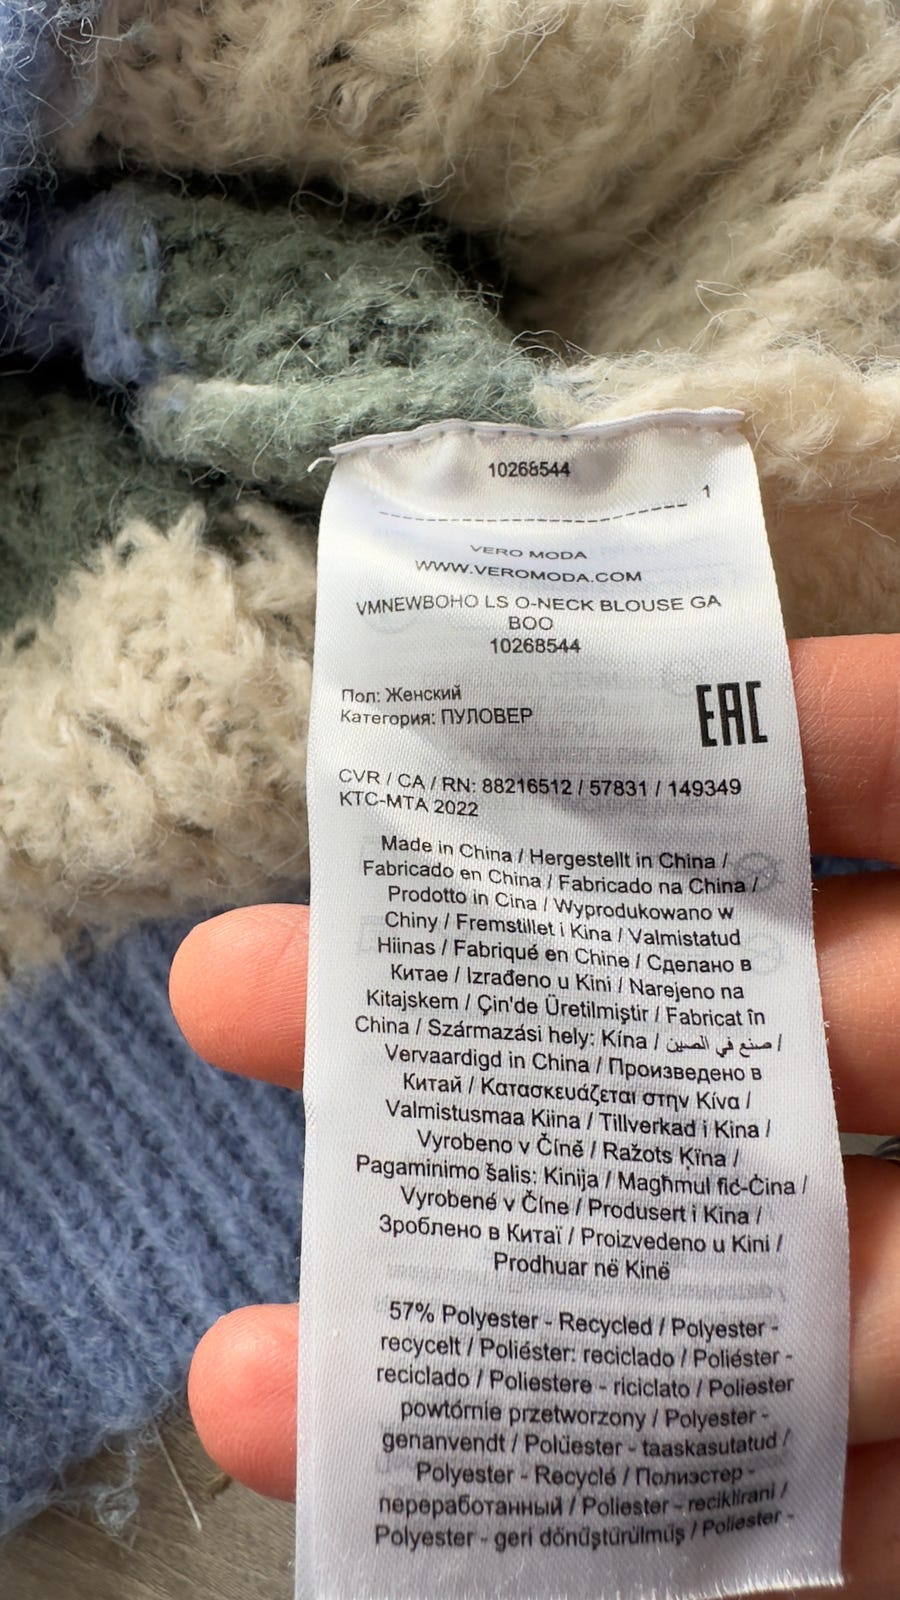 10268544
1
VERO MODA
WWW.VEROMODA.COM
VMNEWBOHO LS O-NECK BLOUSE GA
BOO
10268544
Пол: Женский
Категория: ПУЛОВЕР
EAC
CVR / CA / RN: 88216512 / 57831 / 149349
KTC-MTA 2022
Made in China / Hergestellt in China /
Fabricado en China / Fabricado na China /
Prodotto in Cina / Wyprodukowano w
Chiny / Fremstillet i Kina / Valmistatud
Hiinas / Fabriqué en Chine / Сделано в
Китае / Izrađeno u Kini / Narejeno na
Kitajskem / Çin'de Üretilmiştir / Fabricat în
China / Származási hely: Kína / صنع في الصين /
Vervaardigd in China / Произведено в
Китай / Κατασκευάζεται στην Κίνα /
Valmistusmaa Kiina / Tillverkad i Kina /
Vyrobeno v Číně / Ražots Ķīna /
Pagaminimo šalis: Kinija / Magħmul fiċ-Ċina /
Vyrobené v Číne / Produsert i Kina /
Зроблено в Китаї / Proizvedeno u Kini /
Prodhuar në Kinë
57% Polyester - Recycled / Polyester -
recycelt / Poliéster: reciclado / Poliéster -
reciclado / Poliestere - riciclato / Poliester
powtórnie przetworzony / Polyester -
genanvendt / Polüester - taaskasutatud /
Polyester - Recyclé / Полиэстер -
переработанный / Poliester - reciklirani /
Polyester - geri dönüştürülmüş / Poliester -